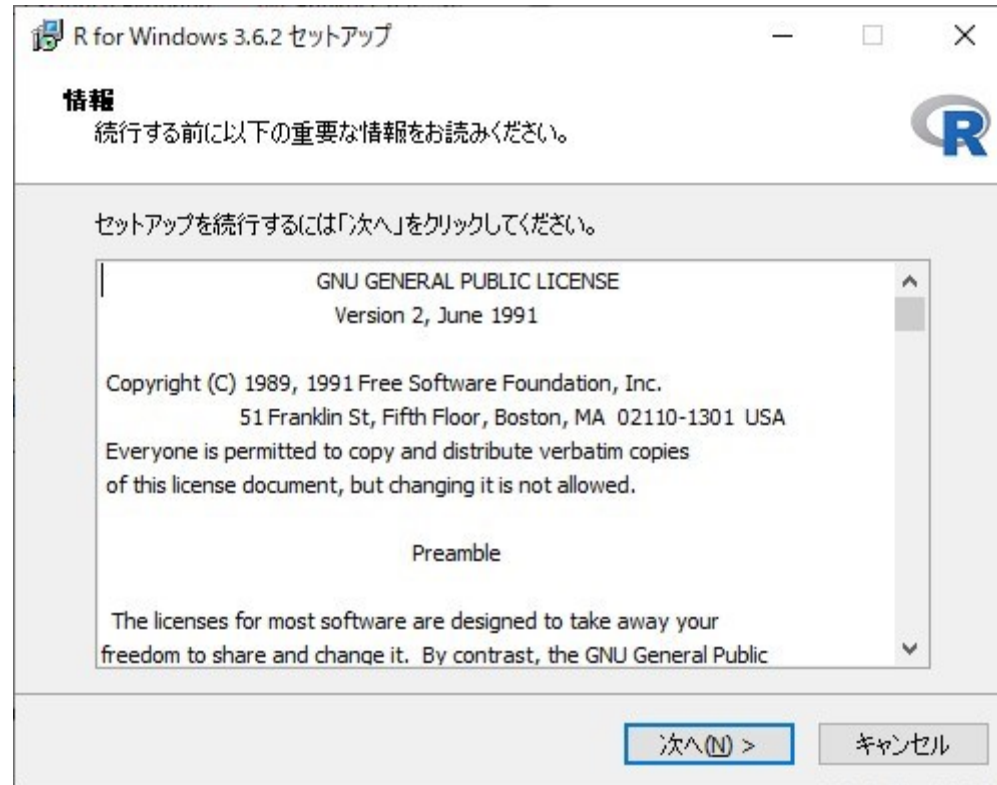 R for Windows 3.6.2 セットアップ
情報
続行する前に以下の重要な情報をお読みください。
R
セットアップを続行するには「次へ」をクリックしてください。
GNU GENERAL PUBLIC LICENSE
Version 2, June 1991
Copyright (C) 1989, 1991 Free Software Foundation, Inc.
51 Franklin St, Fifth Floor, Boston, MA 02110-1301 USA
Everyone is permitted to copy and distribute verbatim copies
of this license document, but changing it is not allowed.
Preamble
The licenses for most software are designed to take away your
freedom to share and change it. By contrast, the GNU General Public
次へ(N) >
キャンセル